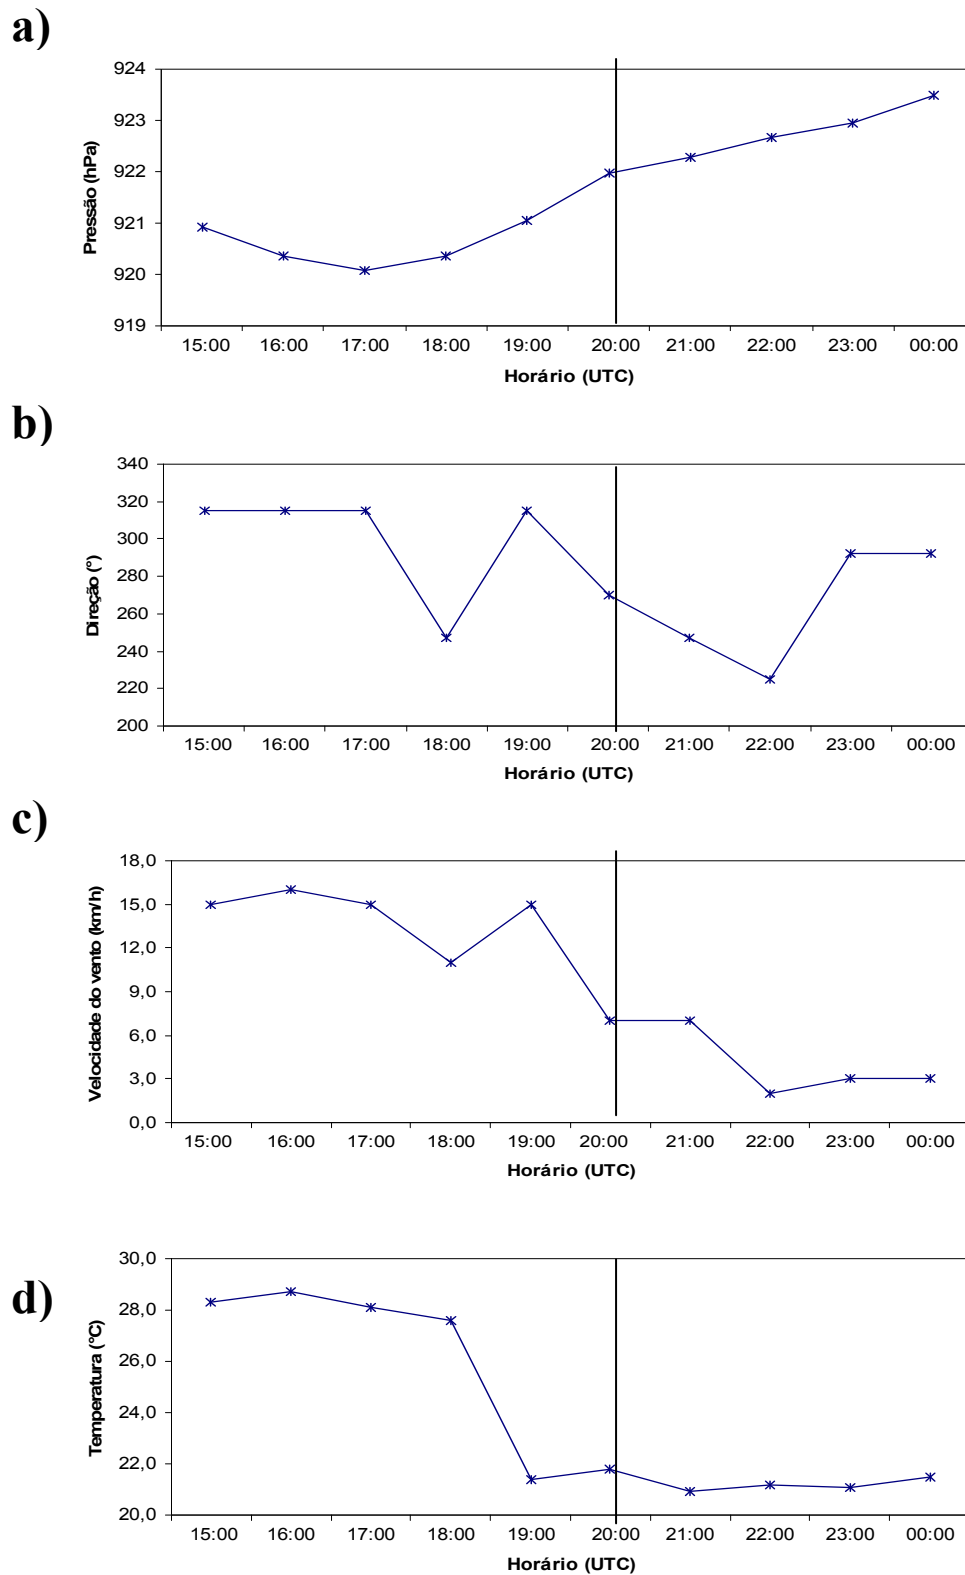 a)
924
923
922
921
920
919
Pressão (hPa)
15:00 16:00 17:00 18:00 19:00 20:00 21:00 22:00 23:00 00:00
Horário (UTC)
b)
340
320
300
280
260
240
220
200
Direção (°)
15:00 16:00 17:00 18:00 19:00 20:00 21:00 22:00 23:00 00:00
Horário (UTC)
c)
18,0
15,0
12,0
9,0
6,0
3,0
0,0
Velocidade do vento (km/h)
15:00 16:00 17:00 18:00 19:00 20:00 21:00 22:00 23:00 00:00
Horário (UTC)
d)
30,0
28,0
26,0
24,0
22,0
20,0
Temperatura (°C)
15:00 16:00 17:00 18:00 19:00 20:00 21:00 22:00 23:00 00:00
Horário (UTC)